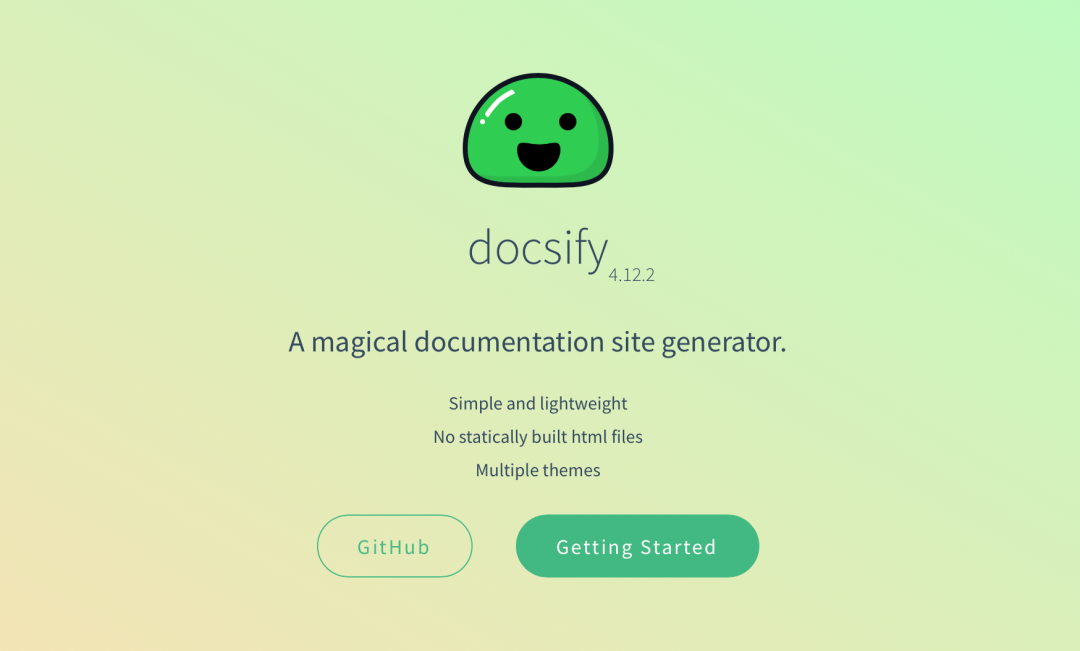 docsify 4.12.2
A magical documentation site generator.
Simple and lightweight
No statically built html files
Multiple themes
GitHub Getting Started